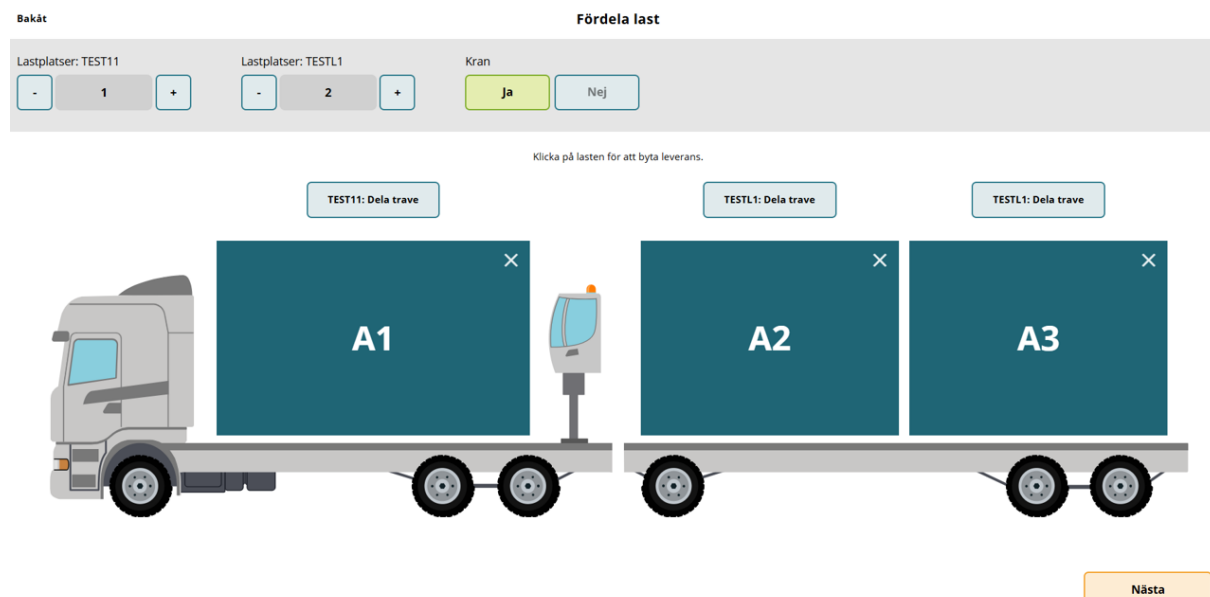 Bakåt
Fördela last
Lastplatser: TEST11
Lastplatser: TESTL1
Kran
- 1 +
- 2 +
Ja
Nej
Klicka på lasten för att byta leverans.
TEST11: Dela trave
TESTL1: Dela trave
TESTL1: Dela trave
A1
A2
A3
Nästa